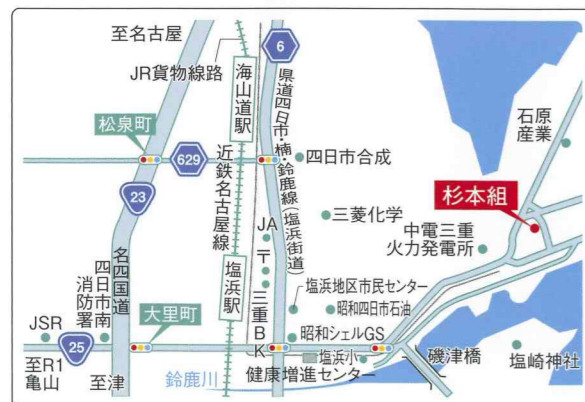 至名古屋
6
JR貨物線路
海山道駅
県道四日市・楠・鈴鹿線(塩浜街道)
石原
産業
松泉町
629
四日市合成
近鉄名古屋線
杉本組
23
三菱化学
JA
中電三重
火力発電所
〒
名四国道
四日市南
消防署
塩浜駅
三重BK
塩浜地区市民センター
昭和四日市石油
大里町
JSR
昭和シェルGS
25
塩浜小
磯津橋
塩崎神社
至R1
亀山
至津
鈴鹿川
健康増進センター